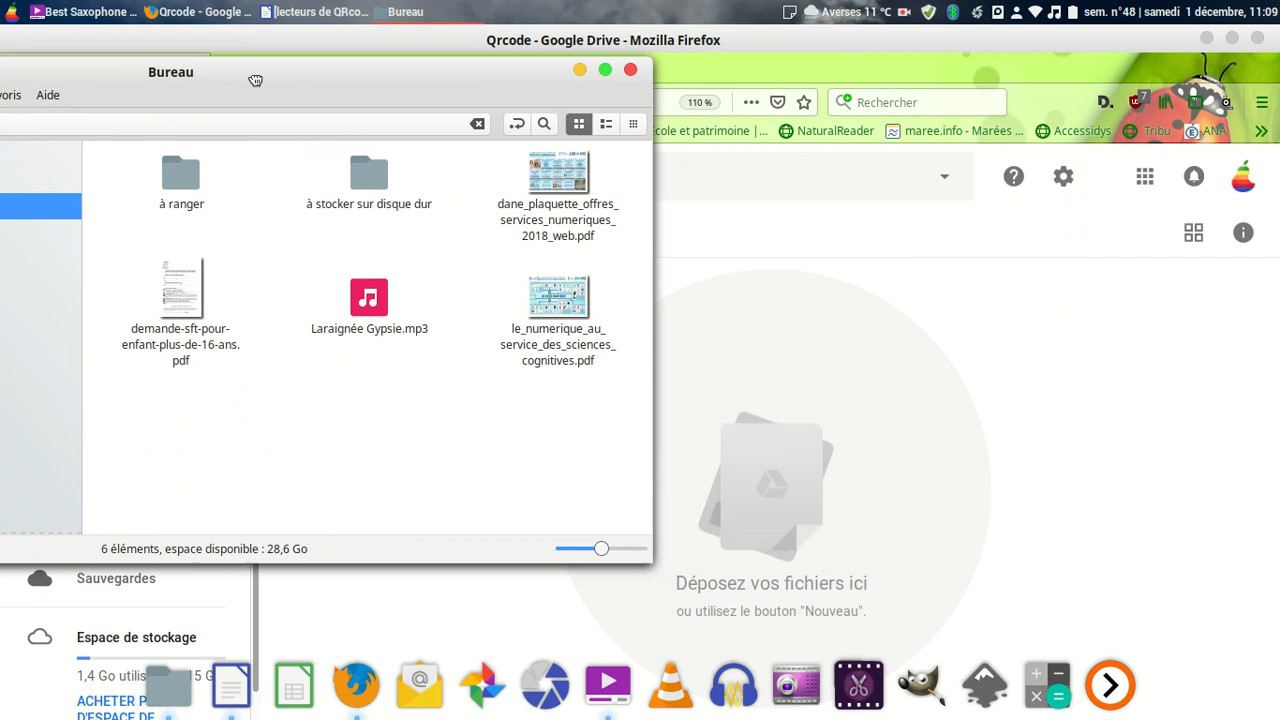 Best Saxophone ...
Qrcode - Google ...
[lecteurs de QRco...
Bureau
Averses 11 °C
sem. n°48 | samedi 1 décembre, 11:09
Qrcode - Google Drive - Mozilla Firefox
Bureau
voris
Aide
110 %
Rechercher
D.
7
cole et patrimoine |...
NaturalReader
maree.info - Marées ...
Accessidys
Tribu
ANA
à ranger
à stocker sur disque dur
dane_plaquette_offres_
services_numeriques_
2018_web.pdf
demande-sft-pour-
enfant-plus-de-16-ans.
pdf
Laraignée Gypsie.mp3
le_numerique_au_
service_des_sciences_
cognitives.pdf
6 éléments, espace disponible : 28,6 Go
Sauvegardes
Espace de stockage
1,4 Go utilis
15 G
ACHETER P
D'ESPACE DE
Déposez vos fichiers ici
ou utilisez le bouton "Nouveau".